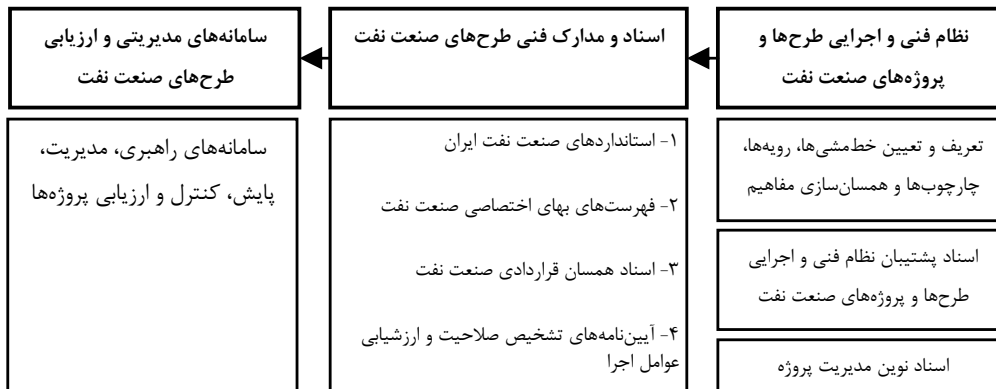 نظام فنی و اجرایی طرح‌ها و
پروژه‌های صنعت نفت
تعریف و تعیین خط‌مشی‌ها، رویه‌ها،
چارچوب‌ها و همسان‌سازی مفاهیم
اسناد پشتیبان نظام فنی و اجرایی
طرح‌ها و پروژه‌های صنعت نفت
اسناد نوین مدیریت پروژه
اسناد و مدارک فنی طرح‌های صنعت نفت
۱- استانداردهای صنعت نفت ایران
۲- فهرست‌های بهای اختصاصی صنعت نفت
۳- اسناد همسان قراردادی صنعت نفت
۴- آیین‌نامه‌های تشخیص صلاحیت و ارزشیابی
عوامل اجرا
سامانه‌های مدیریتی و ارزیابی
طرح‌های صنعت نفت
سامانه‌های راهبری، مدیریت،
پایش، کنترل و ارزیابی پروژه‌ها